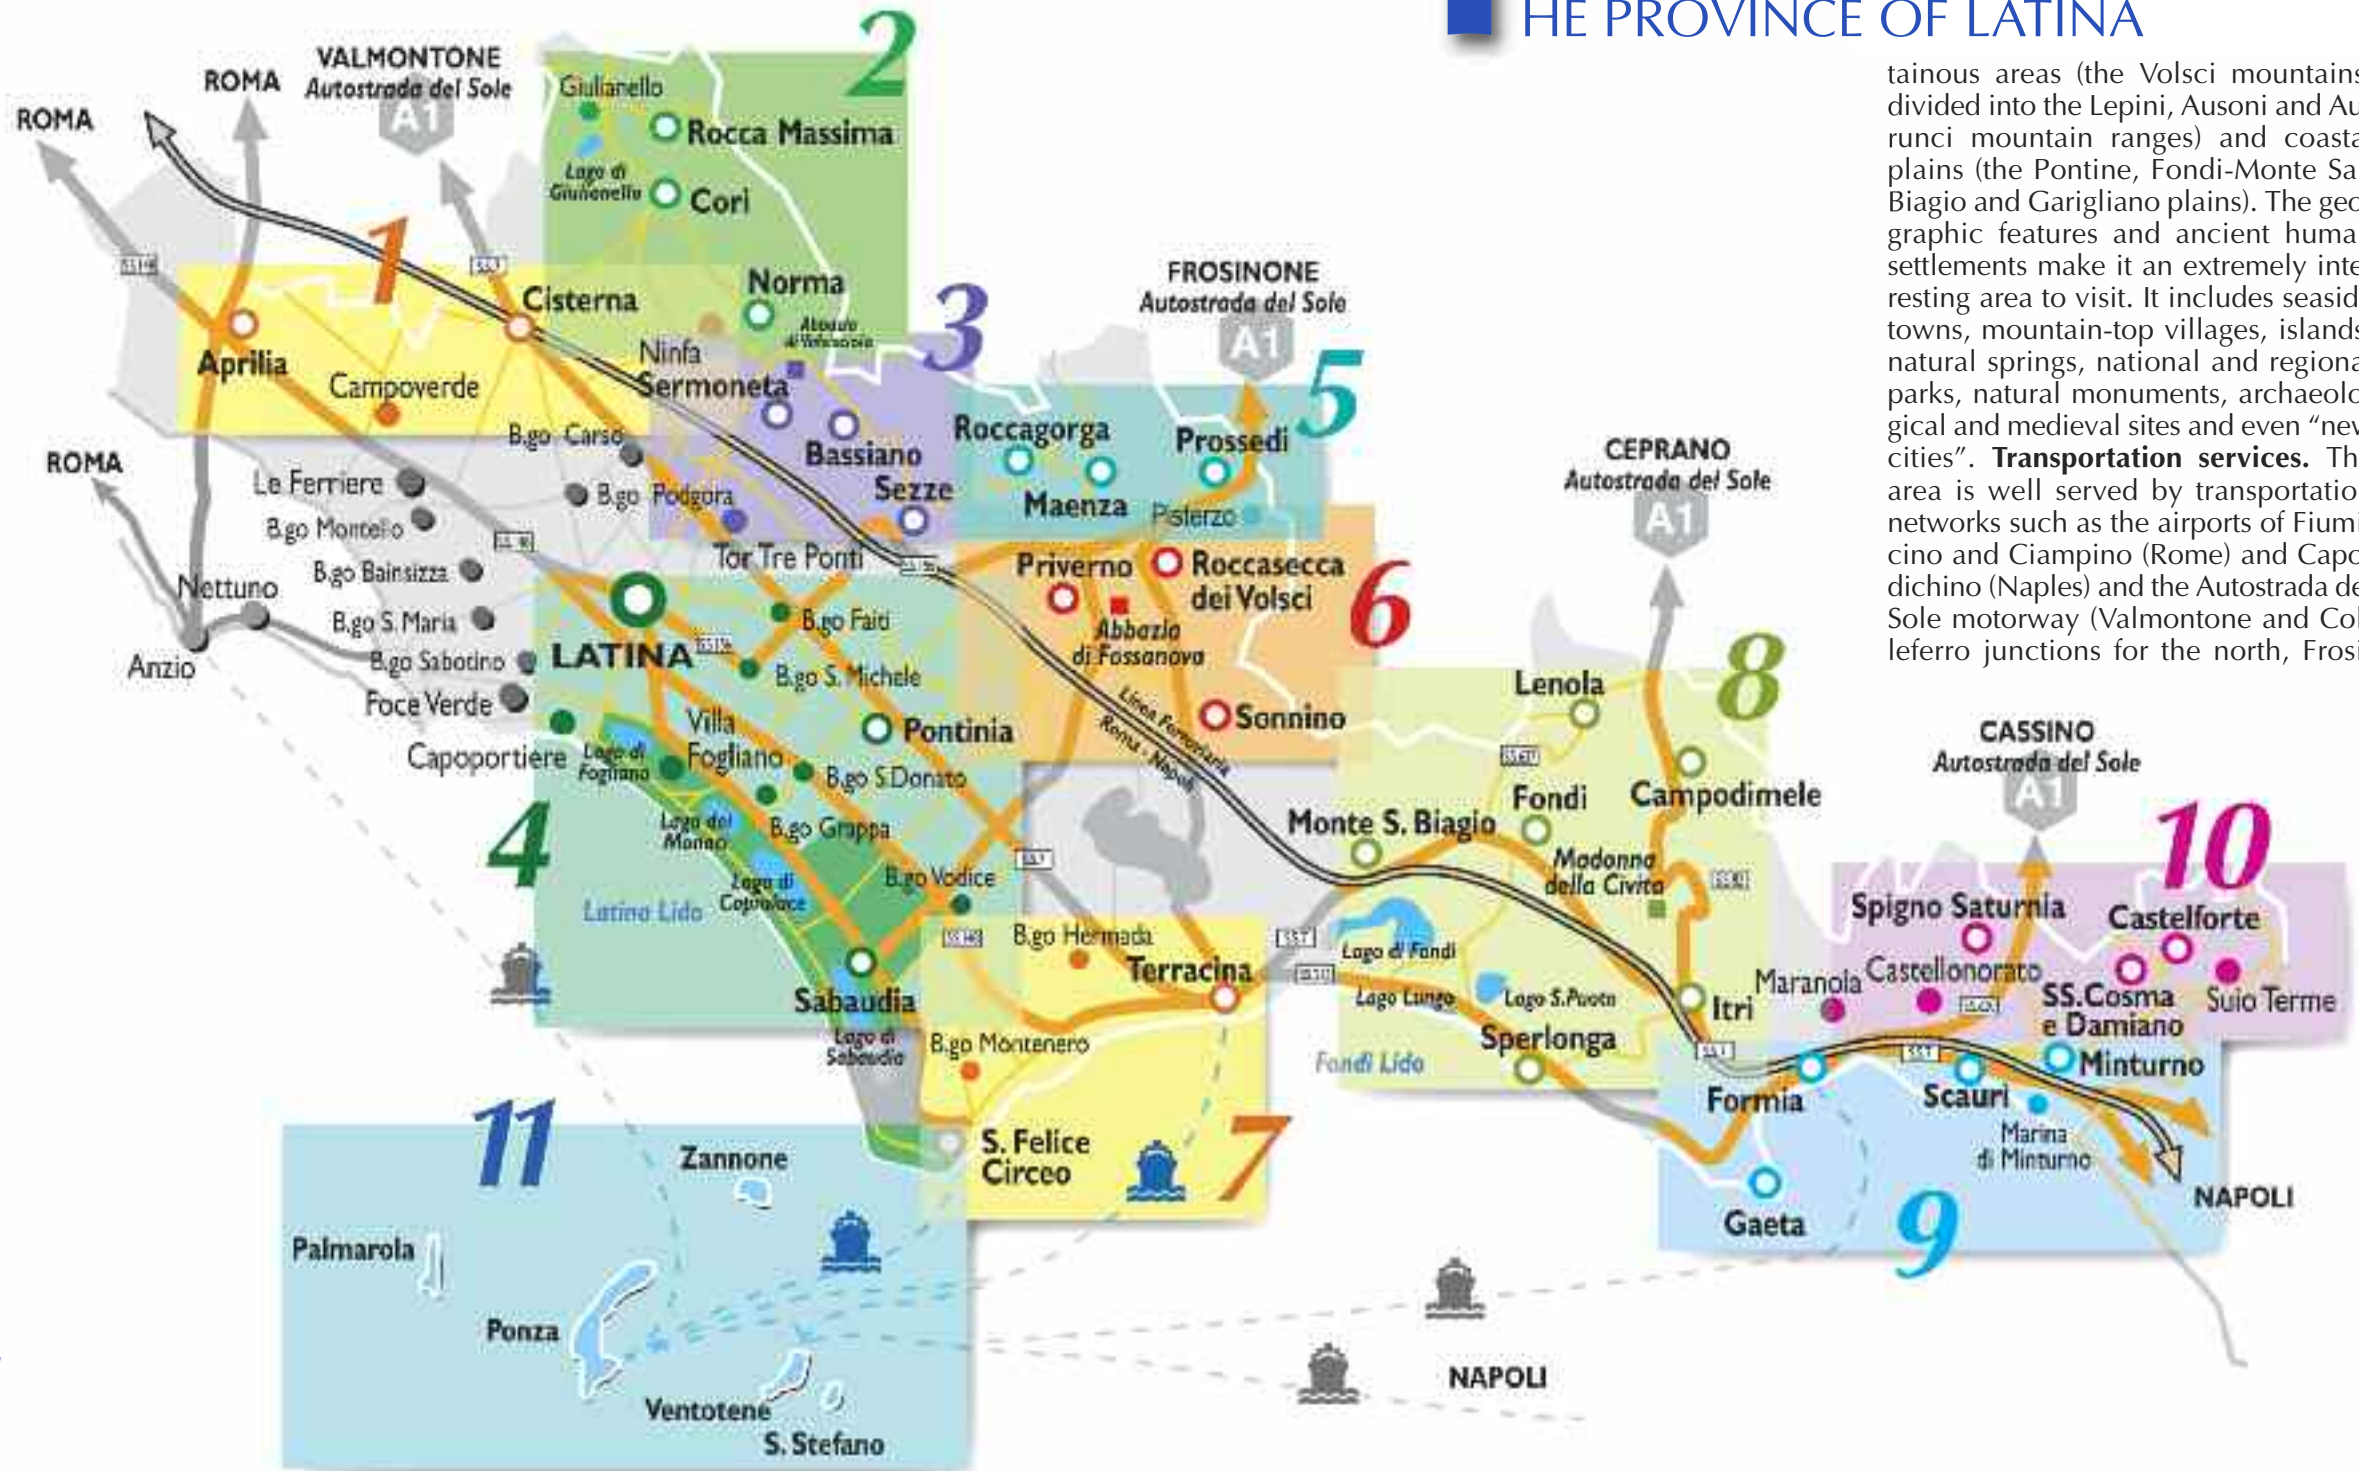 HE PROVINCE OF LATINA
tainous areas (the Volsci mountains
divided into the Lepini, Ausoni and Au
runci mountain ranges) and coasta
plains (the Pontine, Fondi-Monte Sa
Biagio and Garigliano plains). The geo
graphic features and ancient huma
settlements make it an extremely inte
resting area to visit. It includes seasid
towns, mountain-top villages, islands
natural springs, national and regiona
parks, natural monuments, archaeolo
gical and medieval sites and even “new
cities”. Transportation services. Th
area is well served by transportatio
networks such as the airports of Fiumi
cino and Ciampino (Rome) and Capo
dichino (Naples) and the Autostrada de
Sole motorway (Valmontone and Col
leferro junctions for the north, Frosi
ROMA
ROMA
VALMONTONE
Autostrada del Sole
A1
2
Giulianello
Rocca Massima
Lago di
Giulianello
Cori
1
Norma
Cisterna
Aprilia
Campoverde
Ninfa
3
Sermoneta
Bassiano
Sezze
B.go Carso
B.go Podgora
Tor Tre Ponti
FROSINONE
Autostrada del Sole
A1
5
Roccagorga
Maenza
Prossedi
Pisterzo
ROMA
Le Ferriere
B.go Montello
B.go Bainsizza
Nettuno
B.go S. Maria
Anzio
B.go Sabotino
Foce Verde
Capoportiere
LATINA
B.go Faiti
B.go S. Michele
Pontinia
Villa
Fogliano
Lago di
Fogliano
B.go S.Donato
B.go Grappa
Lago dei
Monaci
Lago di
Caprolace
B.go Vodice
4
Latina Lido
Sabaudia
Lago di
Sabaudia
6
Priverno
Roccasecca
dei Volsci
Abbazia
di Fossanova
Sonnino
Linea Ferroviaria
Roma - Napoli
S.S.7
S.S.148
B.go Hermada
Terracina
B.go Montenero
S. Felice
Circeo
7
CEPRANO
Autostrada del Sole
A1
8
Lenola
Campodimele
Fondi
Monte S. Biagio
Madonna
della Civita
S.S.7
Lago di Fondi
Lago Lungo
Lago S.Puoto
Itri
Sperlonga
Fondi Lido
CASSINO
Autostrada del Sole
A1
10
Spigno Saturnia
Castelforte
Maranola
Castellonorato
SS.Cosma
e Damiano
Suio Terme
S.S.7
Minturno
Formia
Scauri
Marina
di Minturno
Gaeta
9
NAPOLI
11
Zannone
Palmarola
Ponza
Ventotene
S. Stefano
NAPOLI